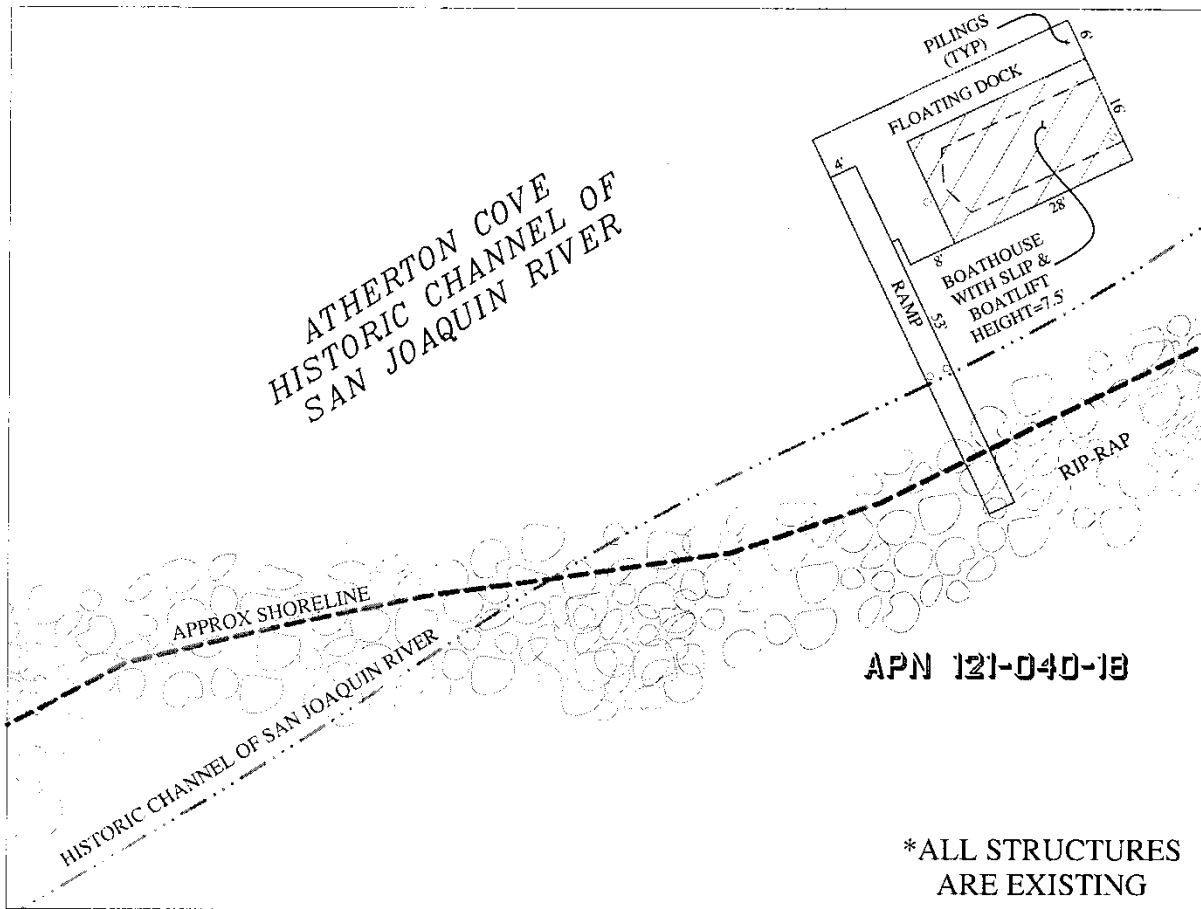 PILINGS
(TYP)
6'
FLOATING DOCK
16'
4'
28'
8'
BOATHOUSE
WITH SLIP &
BOATLIFT
HEIGHT=7.5'
RAMP
53'
ATHERTON COVE
HISTORIC CHANNEL OF
SAN JOAQUIN RIVER
RIP-RAP
APPROX SHORELINE
HISTORIC CHANNEL OF SAN JOAQUIN RIVER
APN 121-040-18
*ALL STRUCTURES
ARE EXISTING